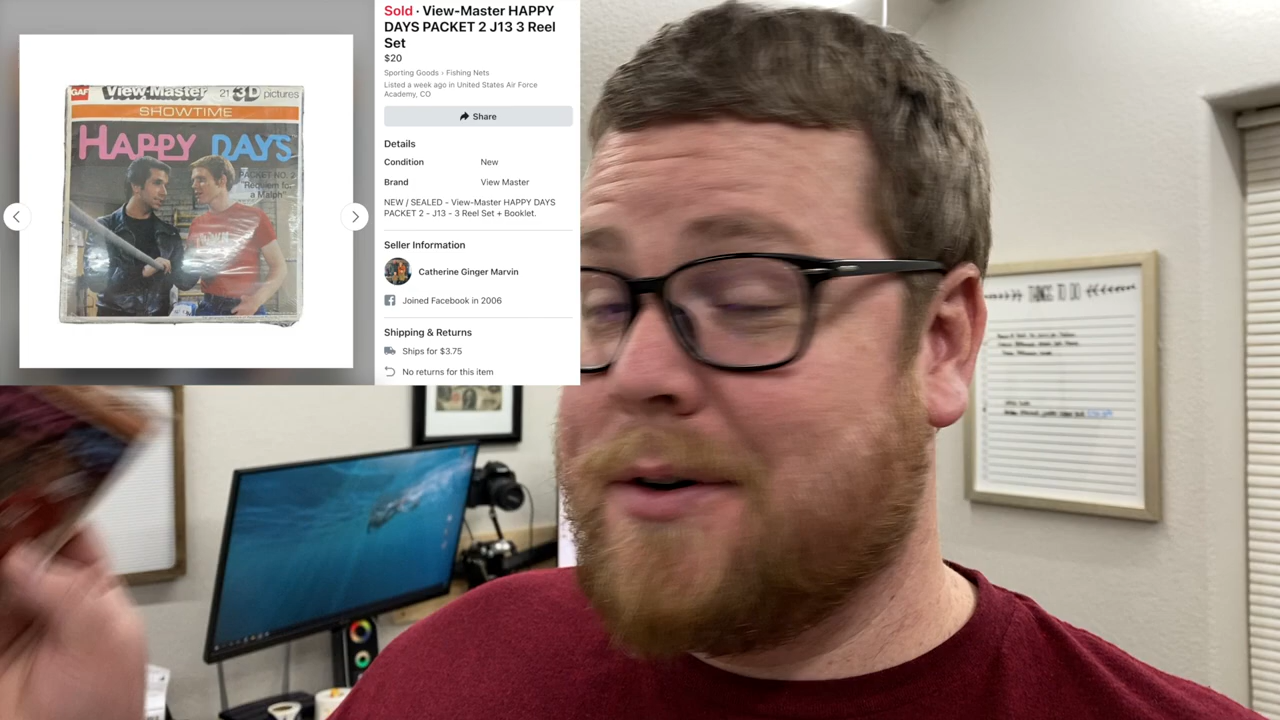 GAF View-Master 21 3D pictures
SHOWTIME
HAPPY DAYS
PACKET NO. 2
"Requiem for
a Malph"
Sold · View-Master HAPPY
DAYS PACKET 2 J13 3 Reel
Set
$20
Sporting Goods › Fishing Nets
Listed a week ago in United States Air Force
Academy, CO
Share
Details
Condition New
Brand View Master
NEW / SEALED - View-Master HAPPY DAYS
PACKET 2 - J13 - 3 Reel Set + Booklet.
Seller Information
Catherine Ginger Marvin
Joined Facebook in 2006
Shipping & Returns
Ships for $3.75
No returns for this item
THINGS TO DO